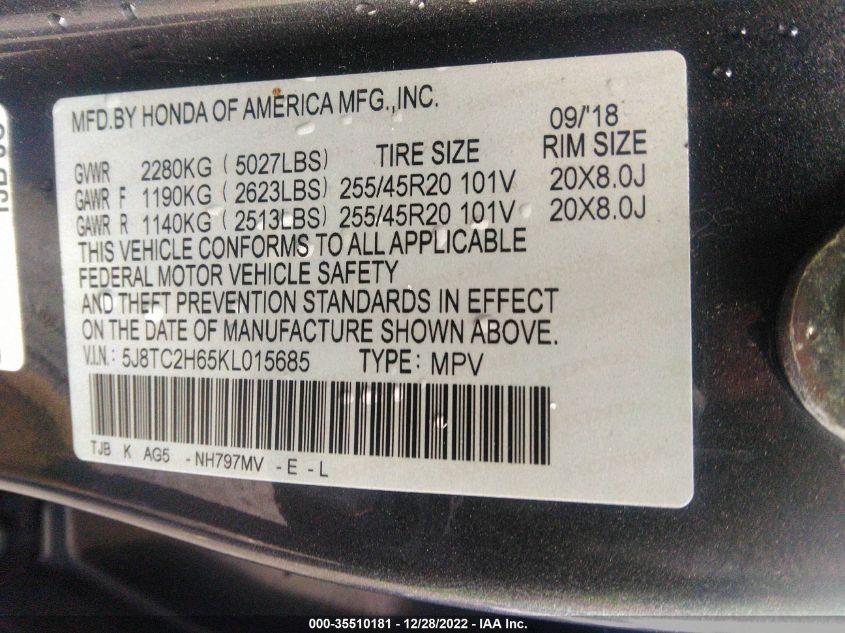 MFD.BY HONDA OF AMERICA MFG.,INC.
09/'18
GVWR 2280KG (5027LBS) TIRE SIZE RIM SIZE
GAWR F 1190KG (2623LBS) 255/45R20 101V 20X8.0J
GAWR R 1140KG (2513LBS) 255/45R20 101V 20X8.0J
THIS VEHICLE CONFORMS TO ALL APPLICABLE
FEDERAL MOTOR VEHICLE SAFETY
AND THEFT PREVENTION STANDARDS IN EFFECT
ON THE DATE OF MANUFACTURE SHOWN ABOVE.
V.I.N.: 5J8TC2H65KL015685 TYPE: MPV
TJB K AG5 -NH797MV -E -L
000-35510181 - 12/28/2022 - IAA Inc.